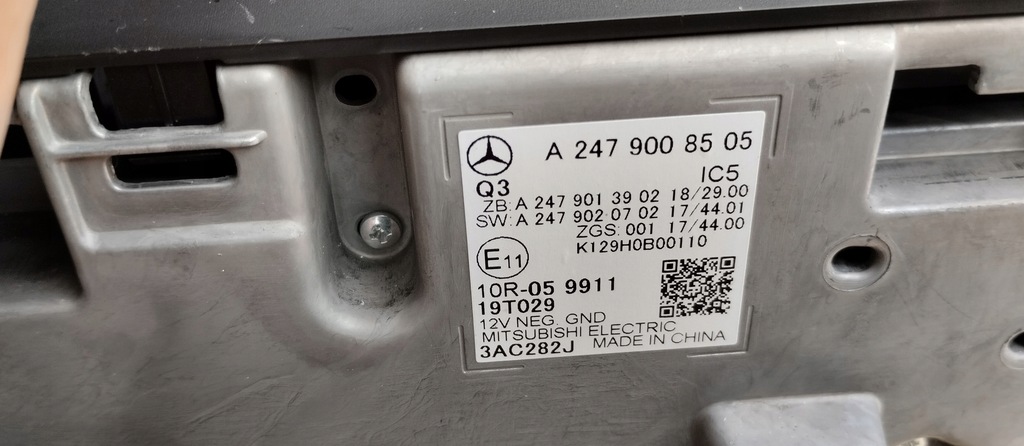 A 247 900 85 05
IC5
Q3
ZB: A 247 901 39 02 18/29.00
SW: A 247 902 07 02 17/44.01
ZGS: 001 17/44.00
K129H0B00110
E11
10R-05 9911
19T029
12V NEG. GND
MITSUBISHI ELECTRIC
3AC282J MADE IN CHINA